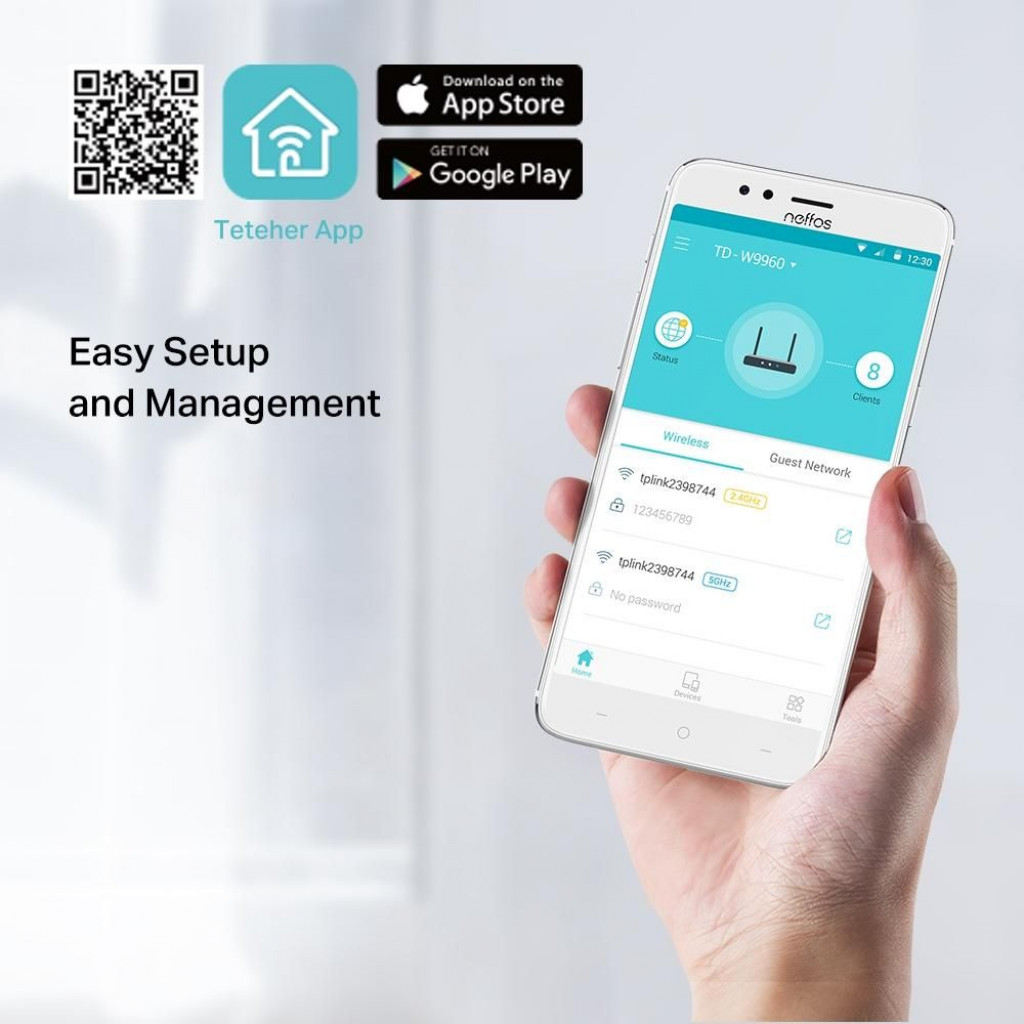 Download on the
App Store
GET IT ON
Google Play
Teteher App
Easy Setup
and Management
neffos
12:30
TD-W9960
Status
8
Clients
Wireless
Guest Network
tplink2398744 2.4GHz
123456789
tplink2398744 5GHz
No password
Home
Devices
Tools